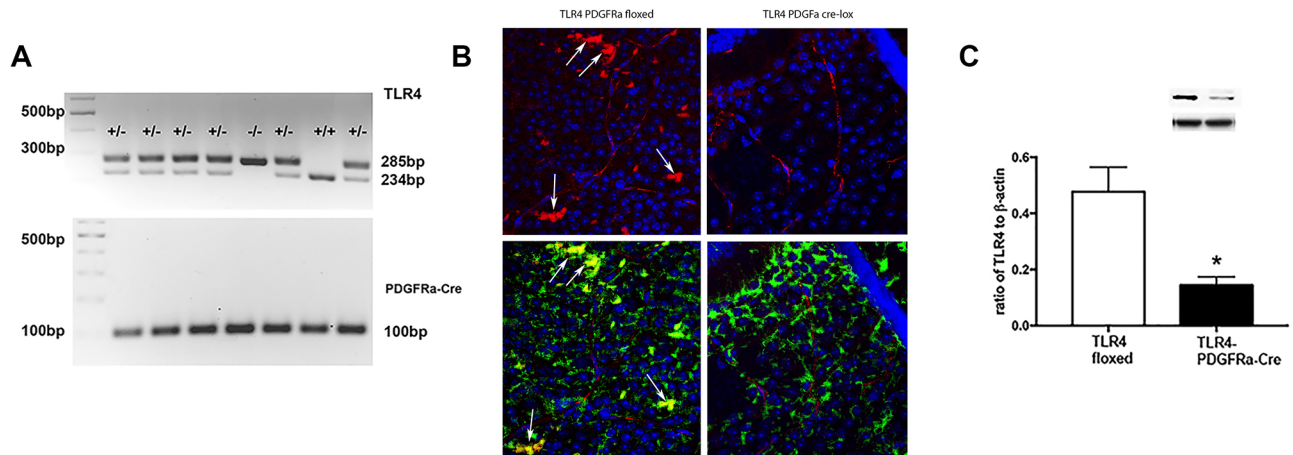 A
TLR4
500bp
+/- +/- +/- +/- -/- +/- +/+ +/-
300bp
285bp
234bp
500bp
PDGFRa-Cre
100bp
100bp
B
TLR4 PDGFRa floxed
TLR4 PDGFa cre-lox
C
ratio of TLR4 to β-actin
0.6
0.4
0.2
0.0
*
TLR4
floxed
TLR4-
PDGFRa-Cre